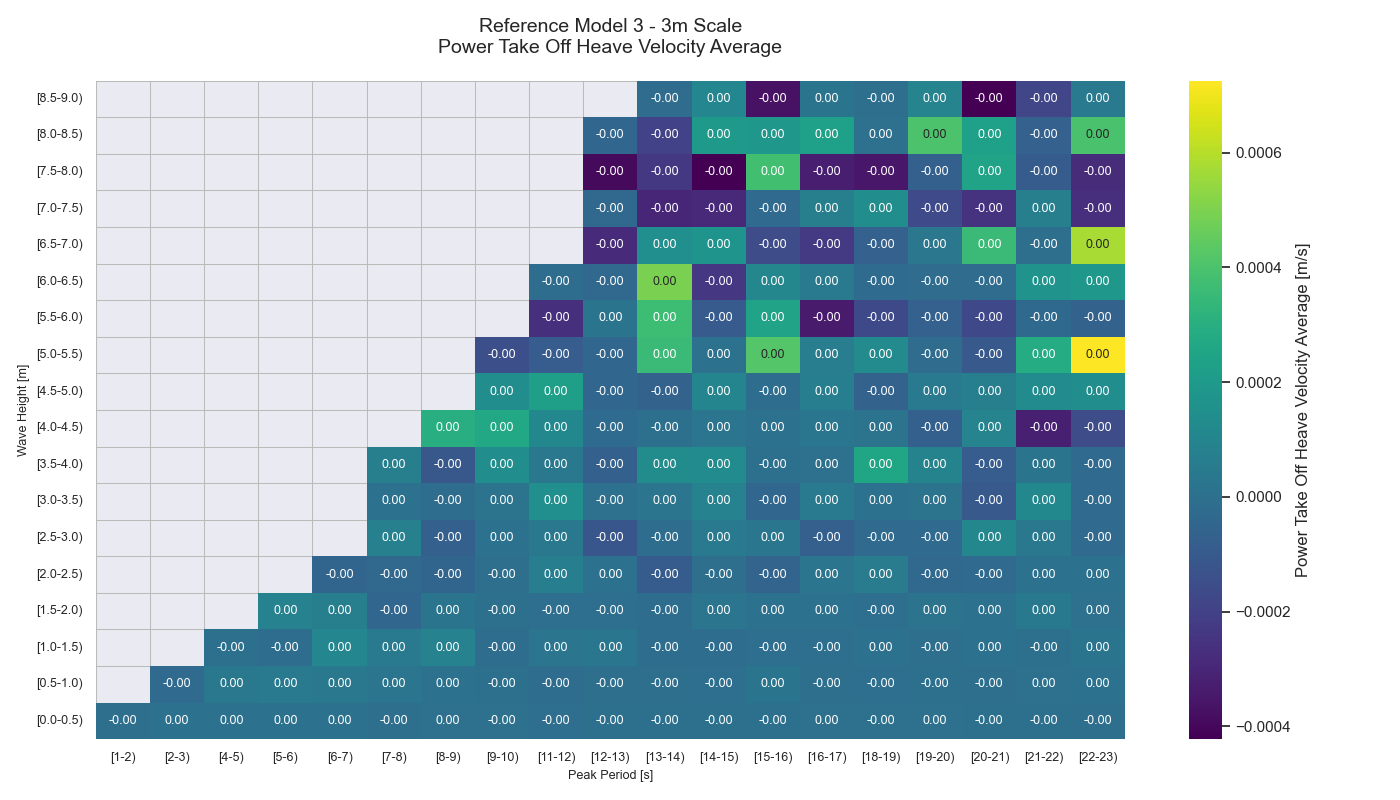 Reference Model 3 - 3m Scale
Power Take Off Heave Velocity Average
Wave Height [m]
[8.5-9.0) -0.00 0.00 -0.00 0.00 -0.00 0.00 -0.00 -0.00 0.00
[8.0-8.5) -0.00 -0.00 0.00 0.00 0.00 0.00 0.00 0.00 -0.00 0.00
[7.5-8.0) -0.00 -0.00 -0.00 0.00 -0.00 -0.00 -0.00 0.00 -0.00 -0.00
[7.0-7.5) -0.00 -0.00 -0.00 -0.00 0.00 0.00 -0.00 -0.00 0.00 -0.00
[6.5-7.0) -0.00 0.00 0.00 -0.00 -0.00 -0.00 0.00 0.00 -0.00 0.00
[6.0-6.5) -0.00 -0.00 0.00 -0.00 0.00 0.00 -0.00 -0.00 -0.00 0.00 0.00
[5.5-6.0) -0.00 0.00 0.00 -0.00 0.00 -0.00 -0.00 -0.00 -0.00 -0.00 -0.00
[5.0-5.5) -0.00 -0.00 -0.00 0.00 0.00 0.00 0.00 0.00 -0.00 -0.00 0.00 0.00
[4.5-5.0) 0.00 0.00 -0.00 -0.00 0.00 -0.00 0.00 -0.00 0.00 0.00 0.00 0.00
[4.0-4.5) 0.00 0.00 0.00 -0.00 -0.00 0.00 0.00 0.00 0.00 -0.00 0.00 -0.00 -0.00
[3.5-4.0) 0.00 -0.00 0.00 0.00 -0.00 0.00 0.00 -0.00 -0.00 0.00 0.00 -0.00 0.00 -0.00
[3.0-3.5) 0.00 -0.00 0.00 0.00 -0.00 0.00 0.00 -0.00 0.00 0.00 0.00 -0.00 0.00 -0.00
[2.5-3.0) 0.00 -0.00 0.00 0.00 -0.00 -0.00 0.00 0.00 -0.00 -0.00 -0.00 0.00 0.00 -0.00
[2.0-2.5) -0.00 -0.00 -0.00 -0.00 0.00 0.00 -0.00 -0.00 -0.00 0.00 0.00 -0.00 -0.00 -0.00 0.00
[1.5-2.0) 0.00 0.00 -0.00 0.00 -0.00 -0.00 -0.00 -0.00 0.00 0.00 0.00 -0.00 0.00 0.00 0.00 0.00
[1.0-1.5) -0.00 -0.00 0.00 0.00 0.00 -0.00 0.00 0.00 -0.00 -0.00 -0.00 -0.00 0.00 -0.00 0.00 -0.00 0.00
[0.5-1.0) -0.00 0.00 0.00 0.00 0.00 0.00 -0.00 -0.00 -0.00 -0.00 -0.00 0.00 -0.00 -0.00 -0.00 -0.00 0.00 0.00
[0.0-0.5) -0.00 0.00 0.00 0.00 0.00 -0.00 0.00 -0.00 -0.00 -0.00 -0.00 -0.00 -0.00 0.00 -0.00 0.00 -0.00 -0.00 -0.00
[1-2) [2-3) [4-5) [5-6) [6-7) [7-8) [8-9) [9-10) [11-12) [12-13) [13-14) [14-15) [15-16) [16-17) [18-19) [19-20) [20-21) [21-22) [22-23)
Peak Period [s]
0.0006
0.0004
0.0002
0.0000
−0.0002
−0.0004
Power Take Off Heave Velocity Average [m/s]